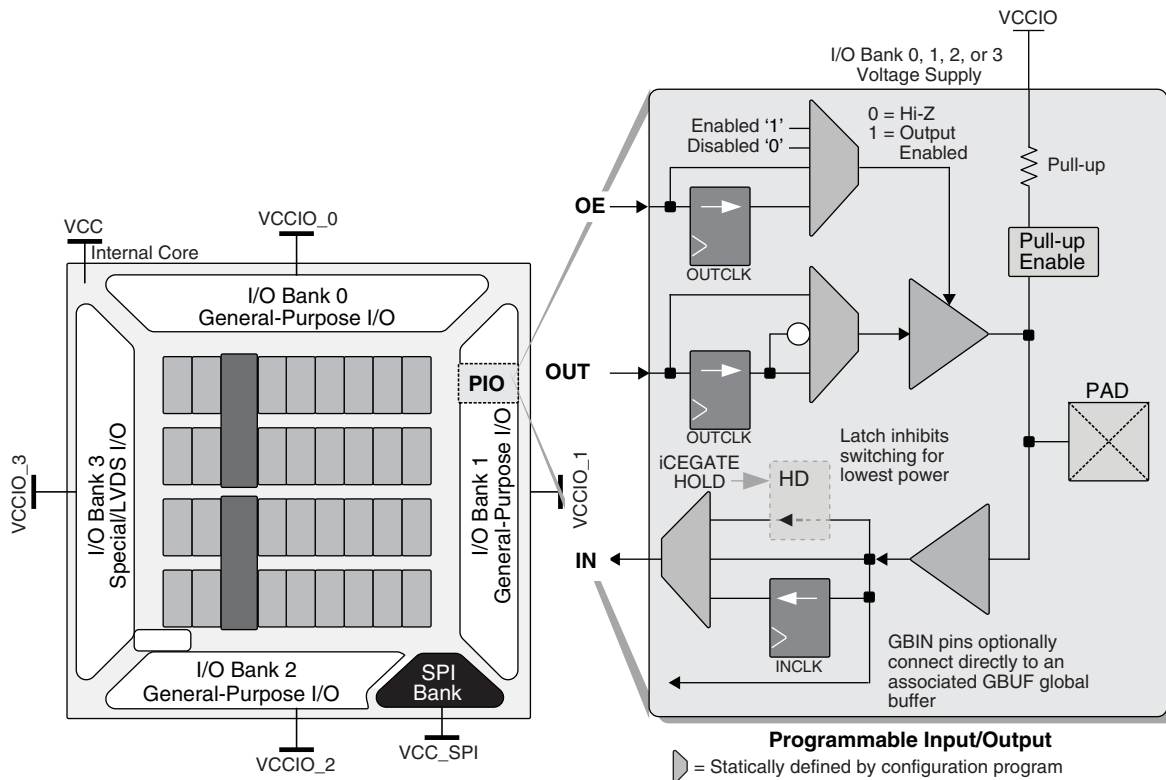 VCCIO
I/O Bank 0, 1, 2, or 3
Voltage Supply
Enabled ‘1’
Disabled ‘0’
0 = Hi-Z
1 = Output
Enabled
Pull-up
OE
OUTCLK
Pull-up
Enable
VCC
Internal Core
VCCIO_0
I/O Bank 0
General-Purpose I/O
PIO
OUT
OUTCLK
PAD
VCCIO_3
I/O Bank 3
Special/LVDS I/O
I/O Bank 1
General-Purpose I/O
VCCIO_1
iCEGATE
HOLD
HD
Latch inhibits
switching for
lowest power
IN
INCLK
GBIN pins optionally
connect directly to an
associated GBUF global
buffer
I/O Bank 2
General-Purpose I/O
SPI
Bank
VCCIO_2
VCC_SPI
Programmable Input/Output
= Statically defined by configuration program